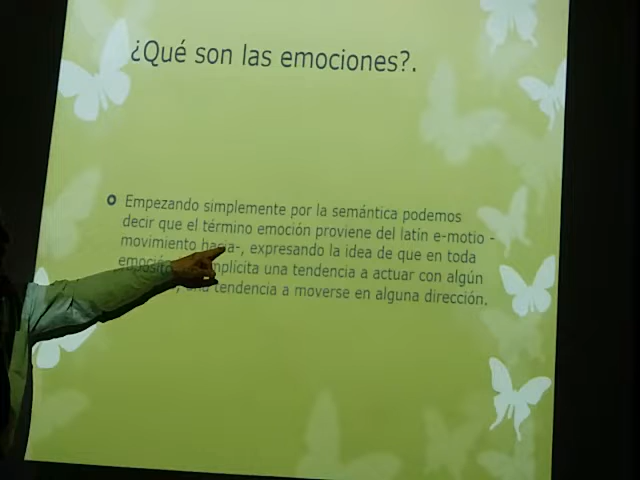 ¿Qué son las emociones?.
Empezando simplemente por la semántica podemos
decir que el término emoción proviene del latín e-motio -
movimiento hacia-, expresando la idea de que en toda
implícita una tendencia a actuar con algún
una tendencia a moverse en alguna dirección.